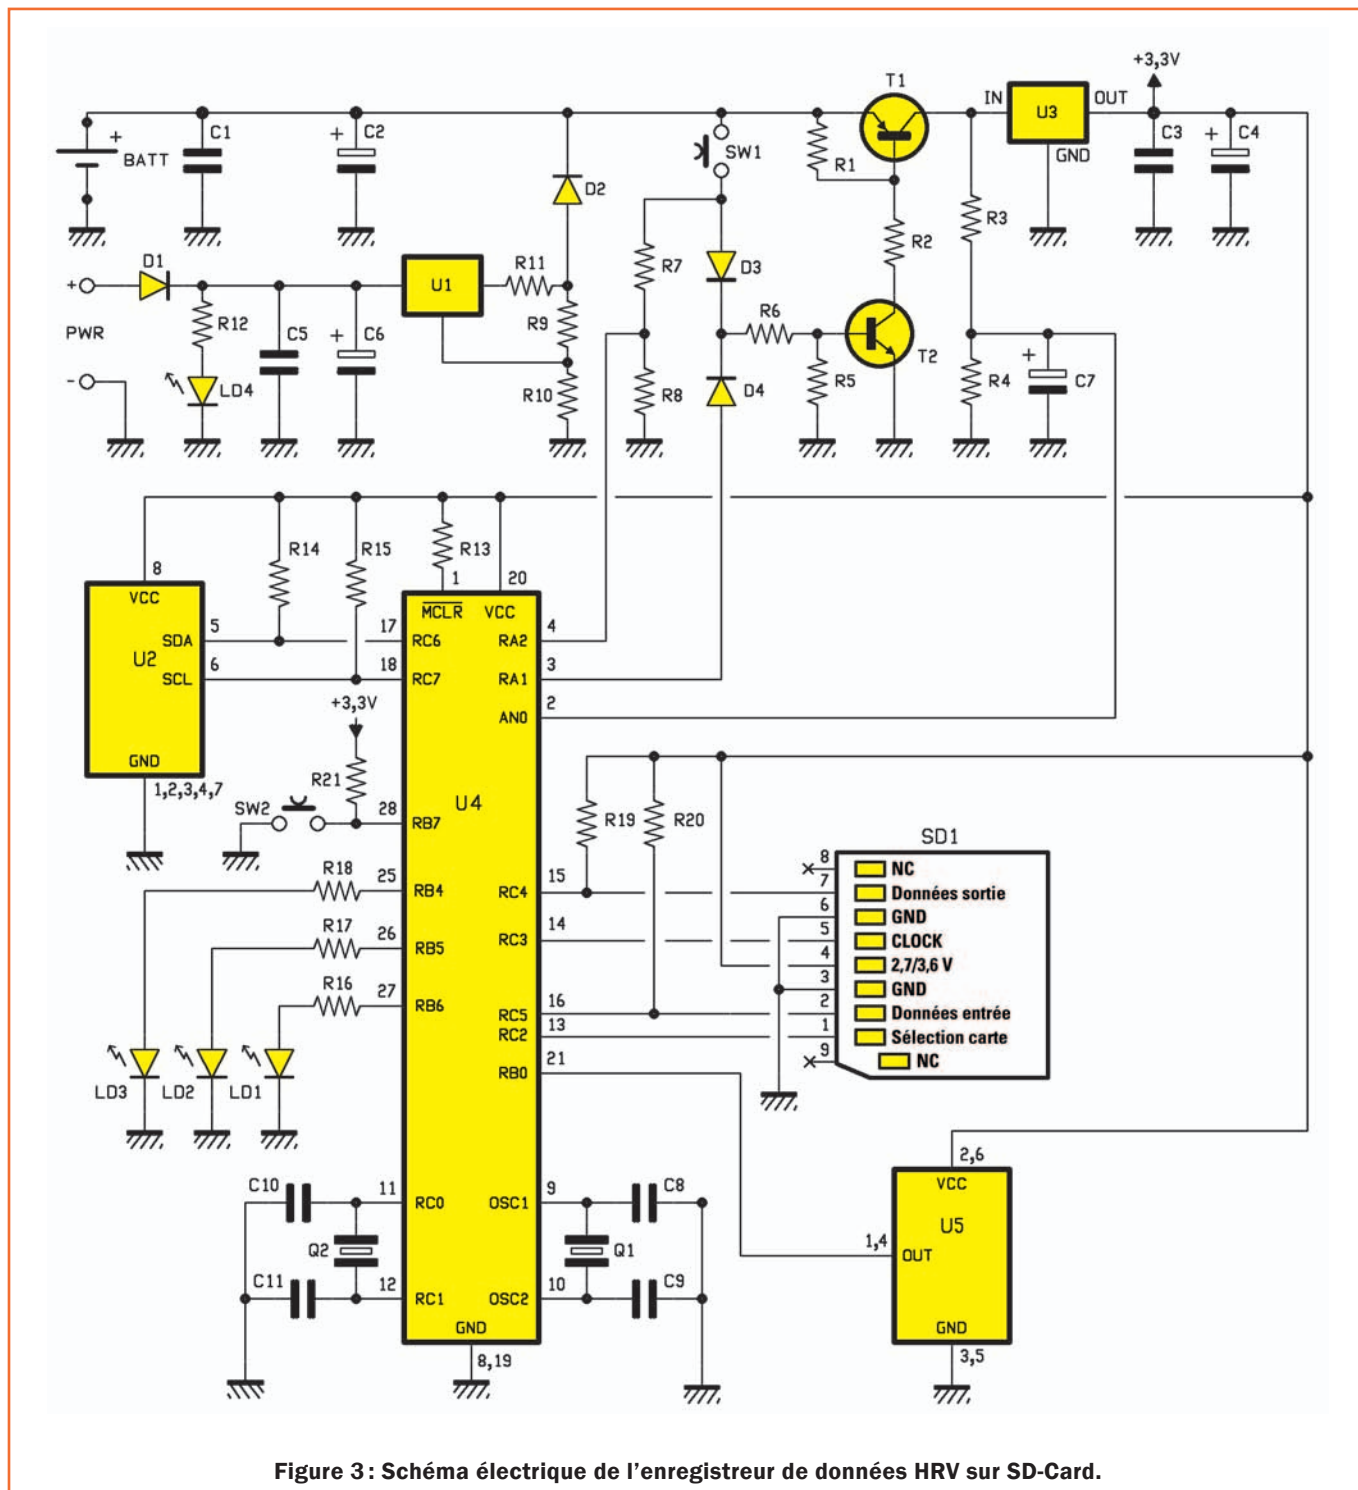 +3,3V
T1
IN
U3
OUT
GND
C1
+
C2
+
BATT
SW1
R1
C3
+
C4
D2
R2
R3
D1
+
PWR
-
R12
LD4
C5
+
C6
U1
R11
R9
R10
R7
R8
D3
R6
D4
R5
T2
R4
+
C7
R14
R15
R13
8
1
20
VCC
MCLR
VCC
5
SDA
17
RC6
RA2
4
U2
6
SCL
18
RC7
RA1
3
+3,3V
AN0
2
GND
1,2,3,4,7
R21
SW2
28
RB7
U4
R19
R20
SD1
8
NC
R18
25
RB4
RC4
15
7
Données sortie
6
GND
R17
26
RB5
RC3
14
5
CLOCK
4
2,7/3,6 V
R16
27
RB6
3
GND
RC5
16
2
Données entrée
RC2
13
1
Sélection carte
9
NC
RB0
21
LD3
LD2
LD1
2,6
VCC
C10
11
RC0
OSC1
9
C8
U5
Q2
Q1
1,4
OUT
C11
12
RC1
OSC2
10
C9
GND
8,19
GND
3,5
Figure 3 : Schéma électrique de l’enregistreur de données HRV sur SD-Card.